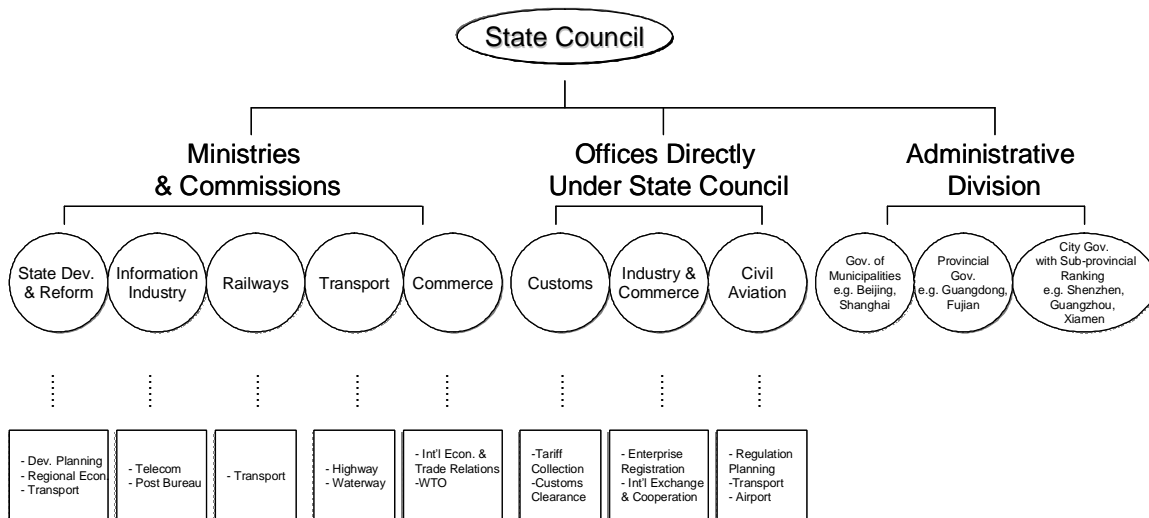 State Council
Ministries
& Commissions
Offices Directly
Under State Council
Administrative
Division
State Dev.
& Reform
Information
Industry
Railways
Transport
Commerce
Customs
Industry &
Commerce
Civil
Aviation
Gov. of
Municipalities
e.g. Beijing,
Shanghai
Provincial
Gov.
e.g. Guangdong,
Fujian
City Gov.
with Sub-provincial
Ranking
e.g. Shenzhen,
Guangzhou,
Xiamen
- Dev. Planning
- Regional Econ.
- Transport
- Telecom
- Post Bureau
- Transport
- Highway
- Waterway
- Int'l Econ. &
Trade Relations
-WTO
-Tariff
Collection
-Customs
Clearance
- Enterprise
Registration
- Int'l Exchange
& Cooperation
- Regulation
Planning
-Transport
- Airport